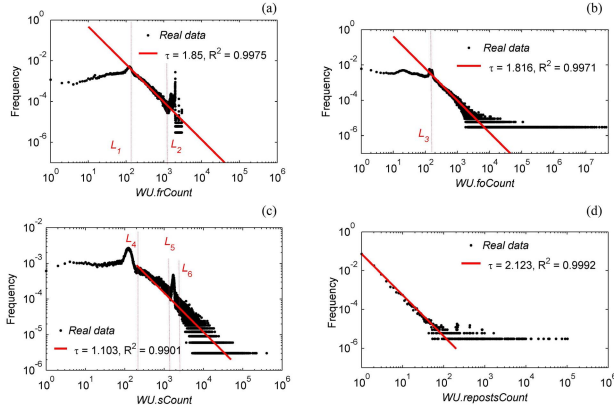 (a)
10^0
10^-2
10^-4
10^-6
Frequency
Real data
τ = 1.85, R^2 = 0.9975
L_1
L_2
10^0 10^1 10^2 10^3 10^4 10^5
WU.frCount
(b)
10^0
10^-2
10^-4
10^-6
Frequency
Real data
τ = 1.816, R^2 = 0.9971
L_3
10^0 10^1 10^2 10^3 10^4 10^5 10^6 10^7
WU.foCount
(c)
10^-2
10^-3
10^-4
10^-5
10^-6
Frequency
L_4
L_5
L_6
Real data
τ = 1.103, R^2 = 0.9901
10^0 10^1 10^2 10^3 10^4 10^5 10^6
WU.sCount
(d)
10^0
10^-2
10^-4
10^-6
Frequency
Real data
τ = 2.123, R^2 = 0.9992
10^0 10^1 10^2 10^3 10^4 10^5 10^6
WU.repostsCount